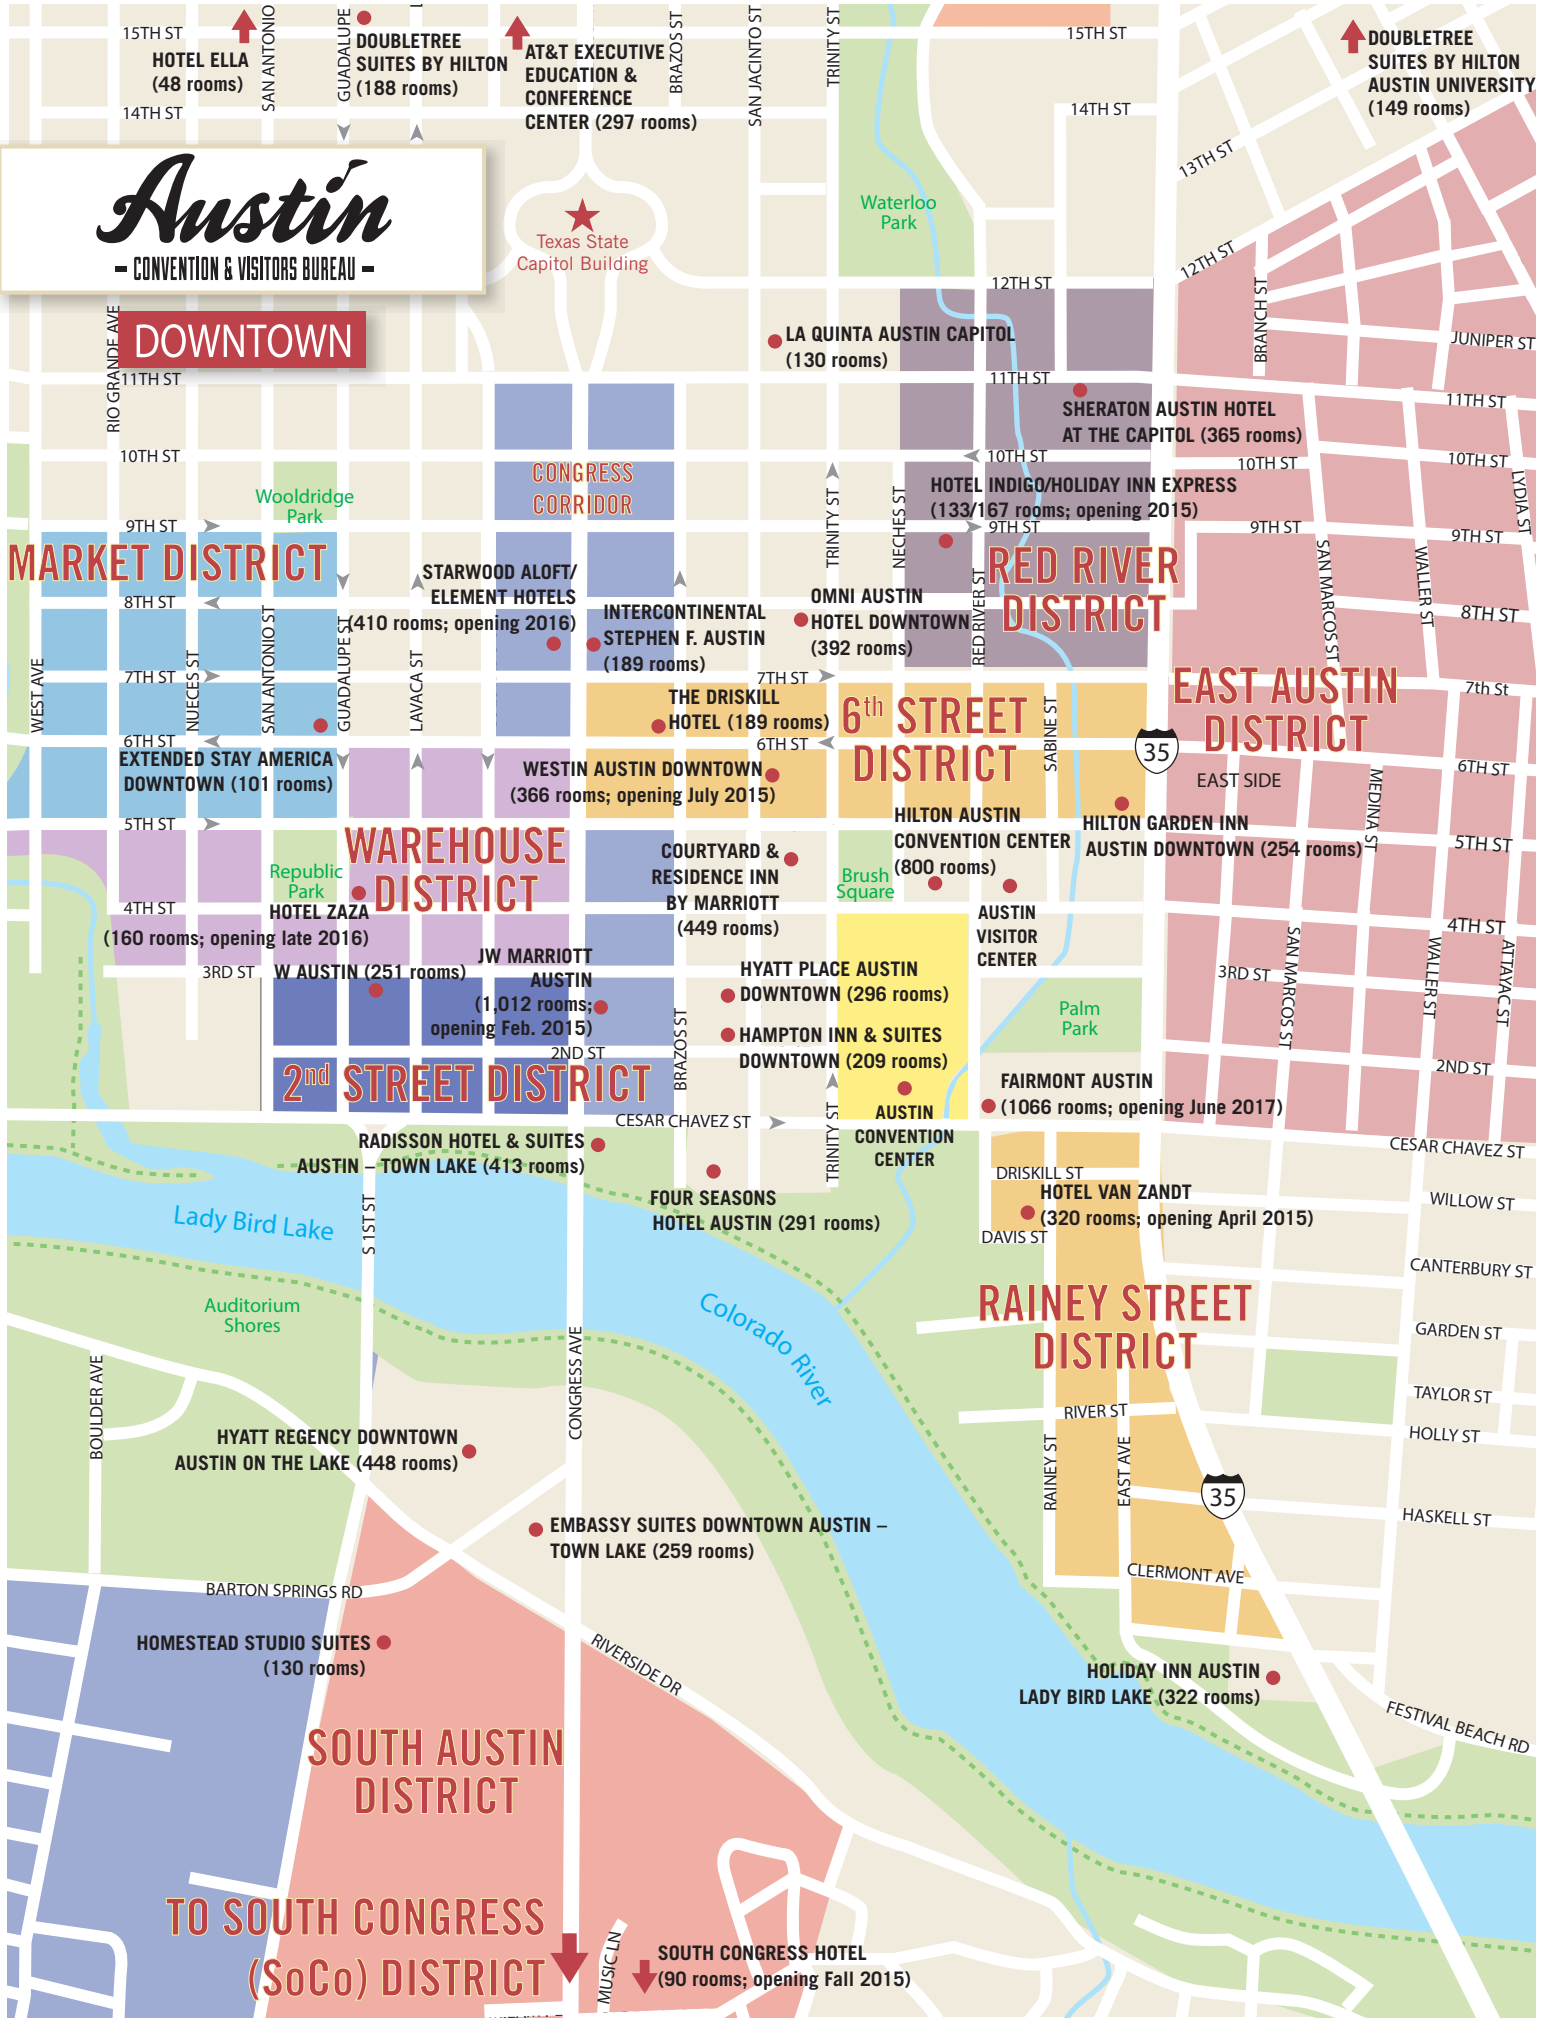 15TH ST
HOTEL ELLA
(48 rooms)
14TH ST
SAN ANTONIO
GUADALUPE
DOUBLETREE
SUITES BY HILTON
(188 rooms)
AT&T EXECUTIVE
EDUCATION &
CONFERENCE
CENTER (297 rooms)
BRAZOS ST
SAN JACINTO ST
TRINITY ST
15TH ST
14TH ST
DOUBLETREE
SUITES BY HILTON
AUSTIN UNIVERSITY
(149 rooms)
13TH ST
Austin
CONVENTION & VISITORS BUREAU
DOWNTOWN
Texas State
Capitol Building
Waterloo
Park
12TH ST
12TH ST
BRANCH ST
JUNIPER ST
RIO GRANDE AVE
11TH ST
LA QUINTA AUSTIN CAPITOL
(130 rooms)
11TH ST
SHERATON AUSTIN HOTEL
AT THE CAPITOL (365 rooms)
11TH ST
10TH ST
CONGRESS
CORRIDOR
10TH ST
10TH ST
10TH ST
LYDIA ST
Wooldridge
Park
HOTEL INDIGO/HOLIDAY INN EXPRESS
(133/167 rooms; opening 2015)
9TH ST
9TH ST
9TH ST
9TH ST
TRINITY ST
NECHES ST
MARKET DISTRICT
RED RIVER
DISTRICT
SAN MARCOS ST
WALLER ST
8TH ST
8TH ST
STARWOOD ALOFT/
ELEMENT HOTELS
(410 rooms; opening 2016)
INTERCONTINENTAL
STEPHEN F. AUSTIN
(189 rooms)
OMNI AUSTIN
HOTEL DOWNTOWN
(392 rooms)
RED RIVER ST
WEST AVE
NUECES ST
SAN ANTONIO ST
GUADALUPE ST
LAVACA ST
7TH ST
7TH ST
7th St
EAST AUSTIN
DISTRICT
THE DRISKILL
HOTEL (189 rooms)
6th STREET
DISTRICT
SABINE ST
35
6TH ST
6TH ST
6TH ST
EXTENDED STAY AMERICA
DOWNTOWN (101 rooms)
WESTIN AUSTIN DOWNTOWN
(366 rooms; opening July 2015)
EAST SIDE
MEDINA ST
HILTON AUSTIN
CONVENTION CENTER
(800 rooms)
HILTON GARDEN INN
AUSTIN DOWNTOWN (254 rooms)
5TH ST
5TH ST
WAREHOUSE
DISTRICT
COURTYARD &
RESIDENCE INN
BY MARRIOTT
(449 rooms)
Republic
Park
Brush
Square
4TH ST
HOTEL ZAZA
(160 rooms; opening late 2016)
AUSTIN
VISITOR
CENTER
4TH ST
SAN MARCOS ST
WALLER ST
ATTAYAC ST
3RD ST
W AUSTIN (251 rooms)
JW MARRIOTT
AUSTIN
(1,012 rooms;
opening Feb. 2015)
HYATT PLACE AUSTIN
DOWNTOWN (296 rooms)
3RD ST
Palm
Park
HAMPTON INN & SUITES
DOWNTOWN (209 rooms)
2ND ST
BRAZOS ST
2ND ST
2nd STREET DISTRICT
FAIRMONT AUSTIN
(1066 rooms; opening June 2017)
AUSTIN
CONVENTION
CENTER
CESAR CHAVEZ ST
TRINITY ST
CESAR CHAVEZ ST
RADISSON HOTEL & SUITES
AUSTIN – TOWN LAKE (413 rooms)
DRISKILL ST
HOTEL VAN ZANDT
(320 rooms; opening April 2015)
DAVIS ST
WILLOW ST
FOUR SEASONS
HOTEL AUSTIN (291 rooms)
Lady Bird Lake
S 1ST ST
CANTERBURY ST
Auditorium
Shores
Colorado River
RAINEY STREET
DISTRICT
GARDEN ST
BOULDER AVE
CONGRESS AVE
TAYLOR ST
RIVER ST
HOLLY ST
HYATT REGENCY DOWNTOWN
AUSTIN ON THE LAKE (448 rooms)
RAINEY ST
EAST AVE
35
HASKELL ST
EMBASSY SUITES DOWNTOWN AUSTIN –
TOWN LAKE (259 rooms)
BARTON SPRINGS RD
CLERMONT AVE
HOMESTEAD STUDIO SUITES
(130 rooms)
RIVERSIDE DR
HOLIDAY INN AUSTIN
LADY BIRD LAKE (322 rooms)
FESTIVAL BEACH RD
SOUTH AUSTIN
DISTRICT
TO SOUTH CONGRESS
(SoCo) DISTRICT
MUSIC LN
SOUTH CONGRESS HOTEL
(90 rooms; opening Fall 2015)